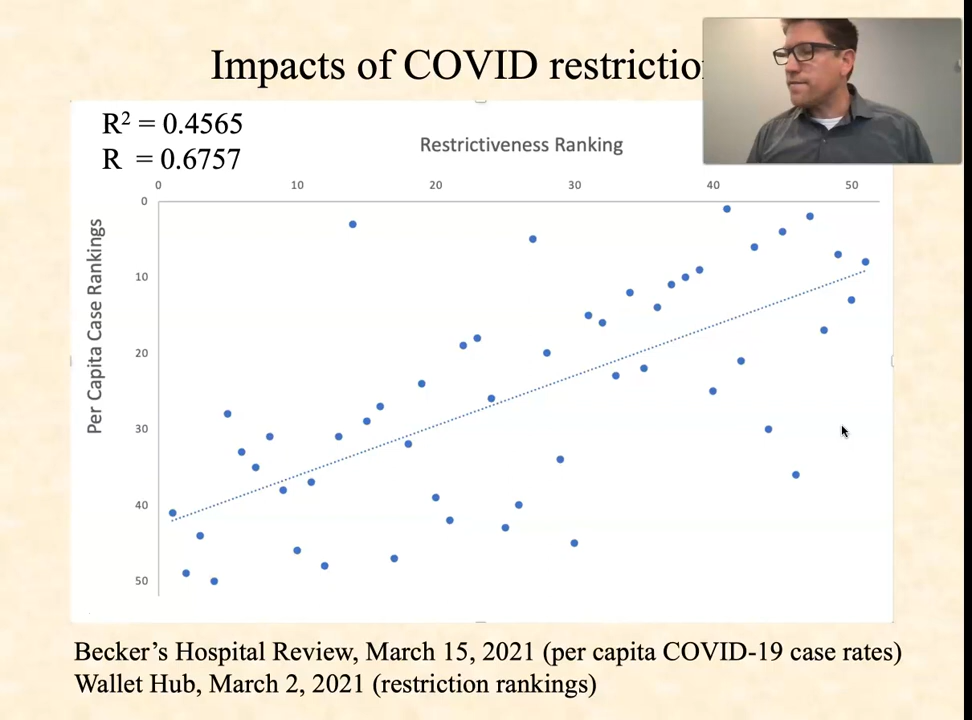 Impacts of COVID
R² = 0.4565
R = 0.6757
Restrictiveness Ranking
0 10 20 30 40 50
Per Capita Case Rankings
0
10
20
30
40
50
Becker's Hospital Review, March 15, 2021 (per capita COVID-19 case rates)
Wallet Hub, March 2, 2021 (restriction rankings)